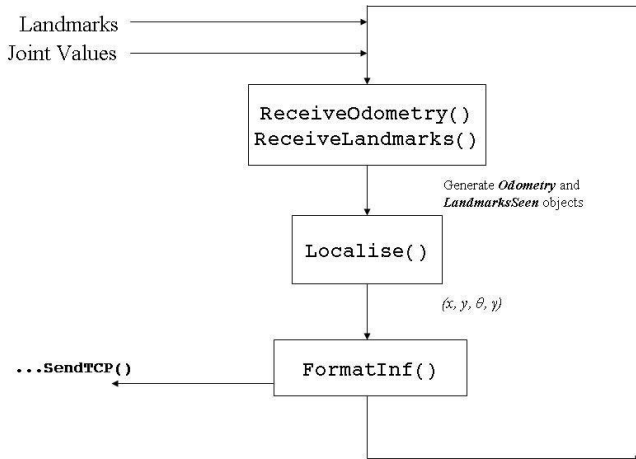 Landmarks
Joint Values
ReceiveOdometry()
ReceiveLandmarks()
Generate Odometry and
LandmarksSeen objects
Localise()
(x, y, θ, γ)
FormatInf()
...SendTCP()